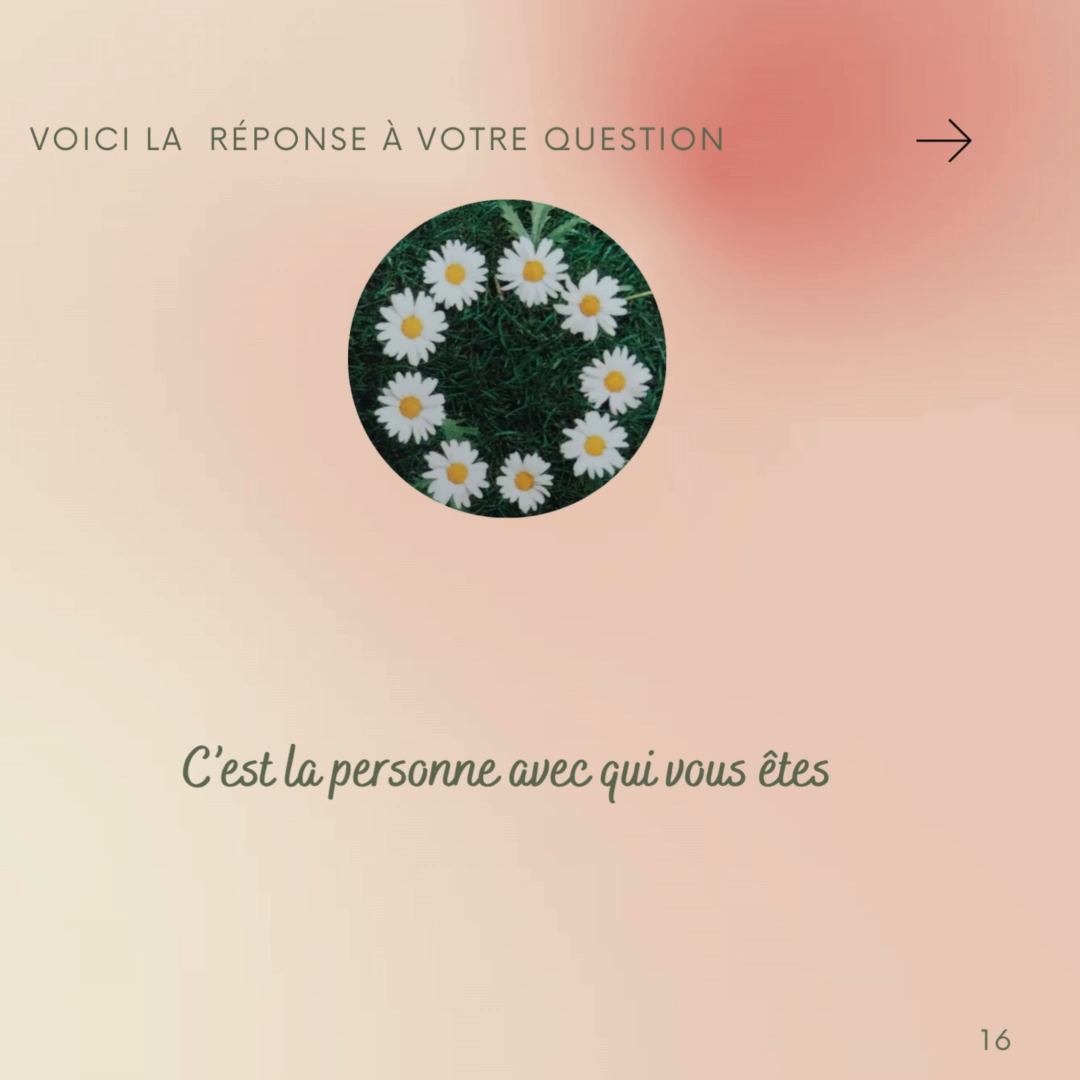 VOICI LA RÉPONSE À VOTRE QUESTION
C'est la personne avec qui vous êtes
16